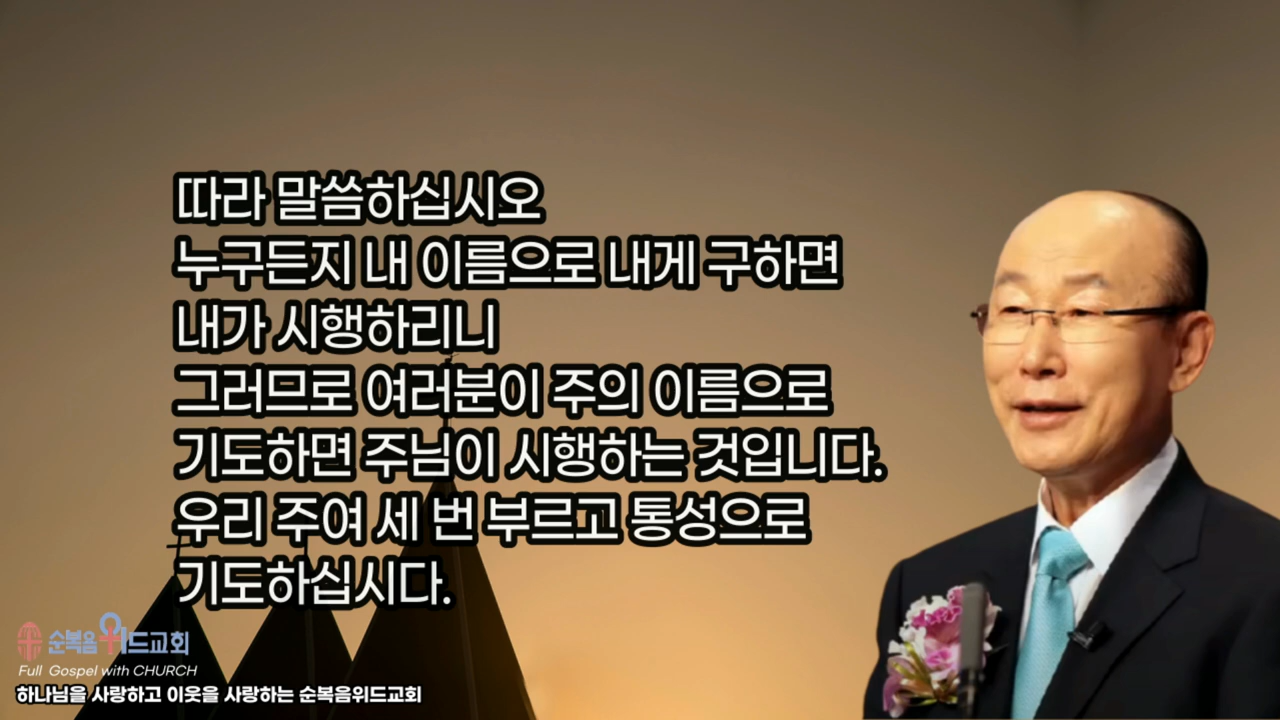 따라 말씀하십시오
누구든지 내 이름으로 내게 구하면
내가 시행하리니
그러므로 여러분이 주의 이름으로
기도하면 주님이 시행하는 것입니다.
우리 주여 세 번 부르고 통성으로
기도하십시다.
순복음위드교회
Full Gospel with CHURCH
하나님을 사랑하고 이웃을 사랑하는 순복음위드교회